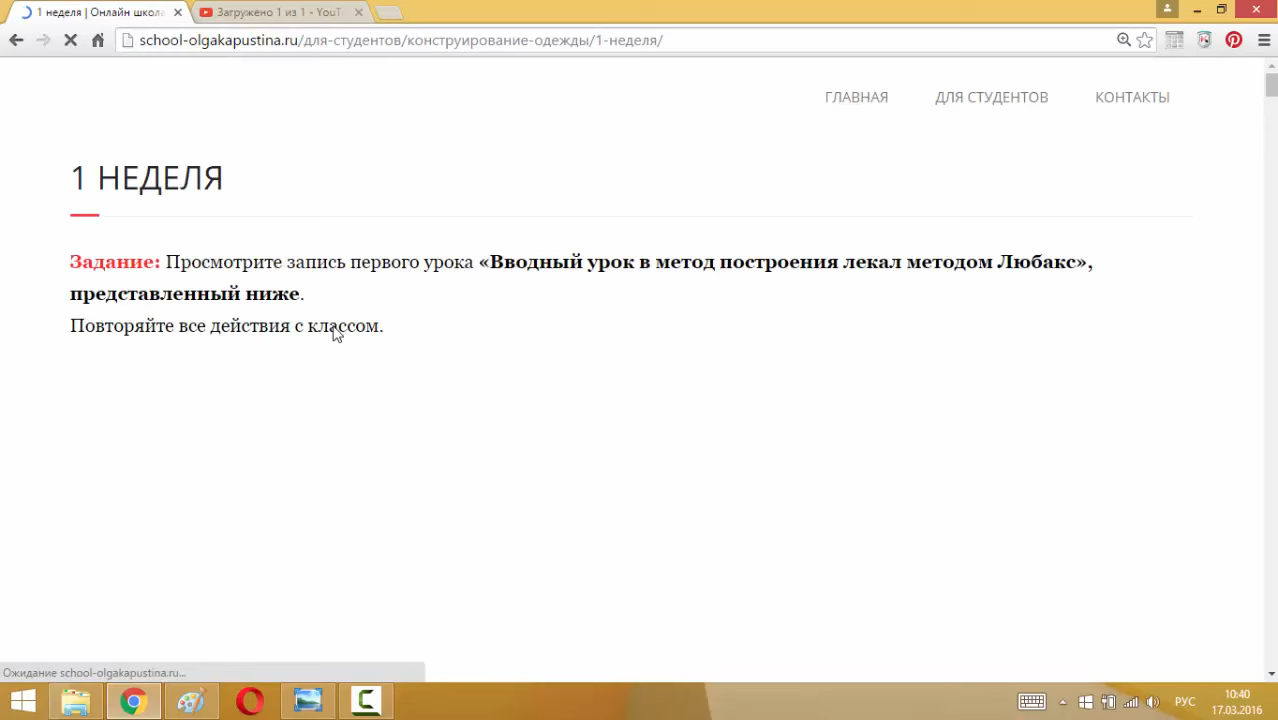 1 неделя | Онлайн школа
Загружено 1 из 1 - YouT
school-olgakapustina.ru/для-студентов/конструирование-одежды/1-неделя/
ГЛАВНАЯ ДЛЯ СТУДЕНТОВ КОНТАКТЫ
1 НЕДЕЛЯ
Задание: Просмотрите запись первого урока «Вводный урок в метод построения лекал методом Любакс»,
представленный ниже.
Повторяйте все действия с классом.
Ожидание school-olgakapustina.ru...
РУС
10:40
17.03.2016